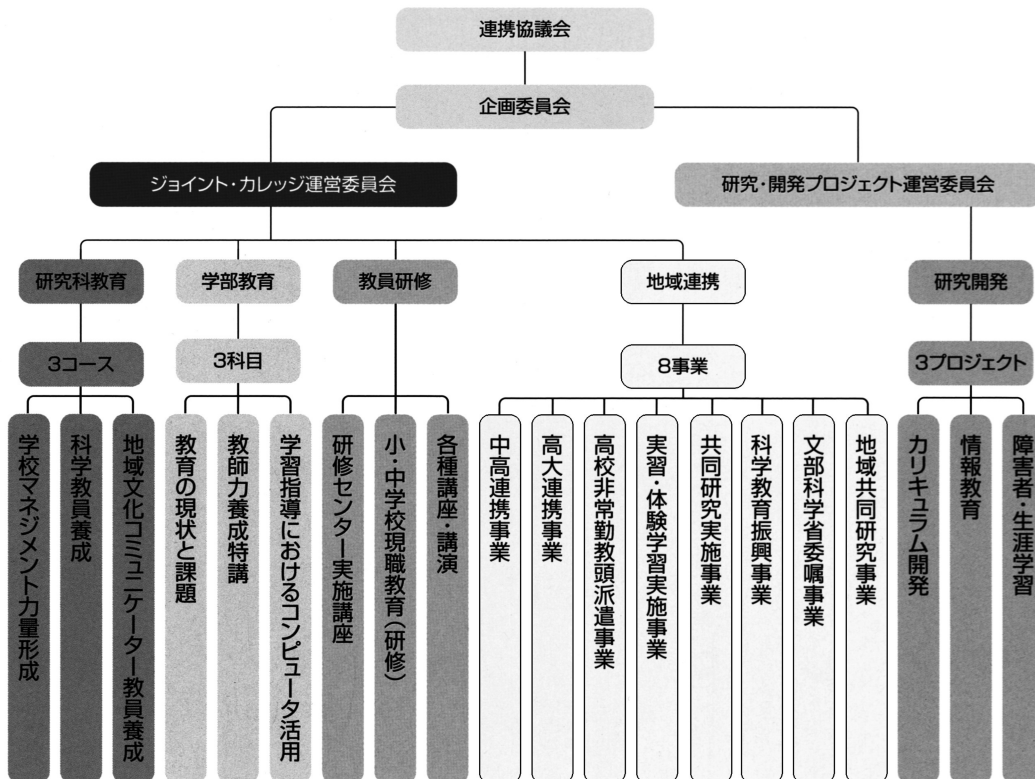 連携協議会
企画委員会
ジョイント・カレッジ運営委員会
研究・開発プロジェクト運営委員会
研究科教育
学部教育
教員研修
地域連携
研究開発
3コース
3科目
8事業
3プロジェクト
学校マネジメント力量形成
科学教員養成
地域文化コミュニケーター教員養成
教育の現状と課題
教師力養成特講
学習指導におけるコンピュータ活用
研修センター実施講座
小・中学校現職教育(研修)
各種講座・講演
中高連携事業
高大連携事業
高校非常勤教頭派遣事業
実習・体験学習実施事業
共同研究実施事業
科学教育振興事業
文部科学省委嘱事業
地域共同研究事業
カリキュラム開発
情報教育
障害者・生涯学習